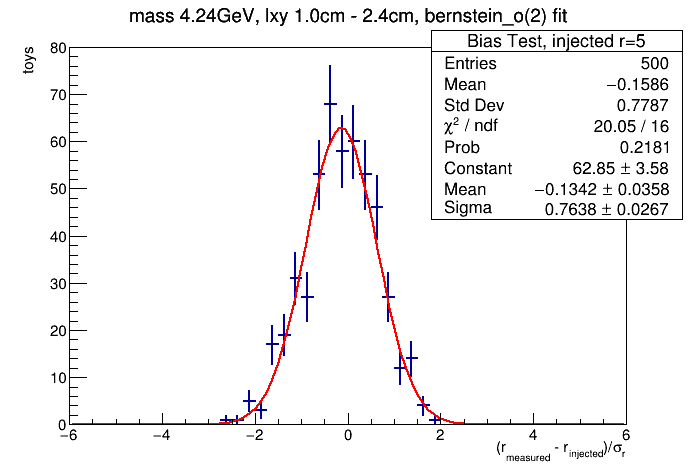 mass 4.24GeV, lxy 1.0cm - 2.4cm, bernstein_o(2) fit
toys
Bias Test, injected r=5
Entries 500
Mean −0.1586
Std Dev 0.7787
χ² / ndf 20.05 / 16
Prob 0.2181
Constant 62.85 ± 3.58
Mean −0.1342 ± 0.0358
Sigma 0.7638 ± 0.0267
80
70
60
50
40
30
20
10
0
−6 −4 −2 0 2 4 6
(r_measured - r_injected)/σ_r